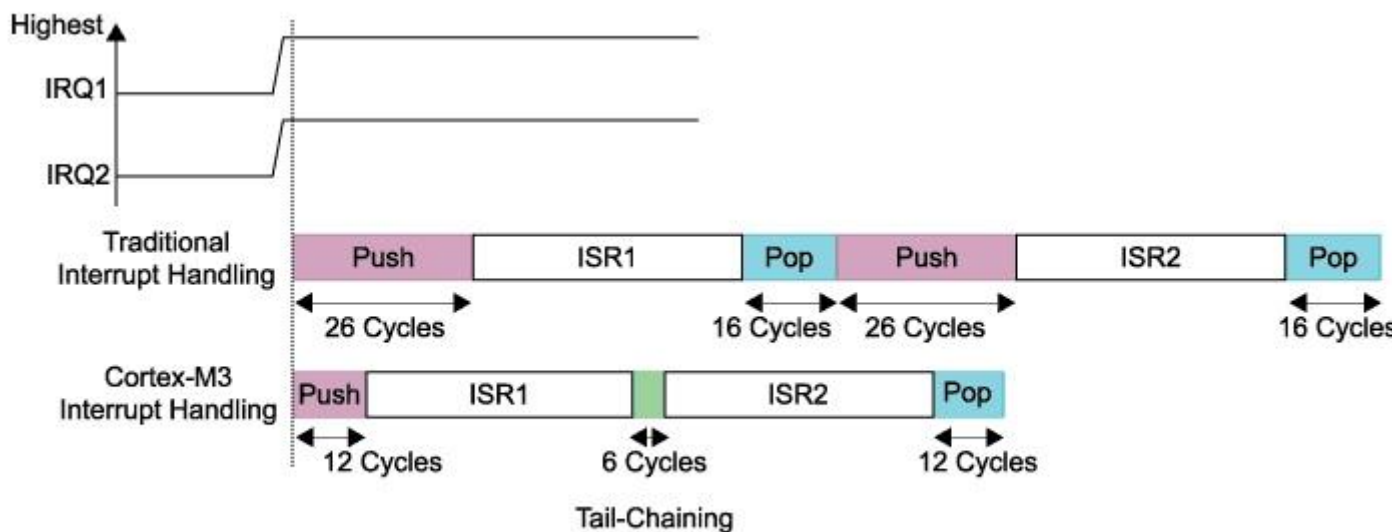 Highest
IRQ1
IRQ2
Traditional
Interrupt Handling
Push ISR1 Pop Push ISR2 Pop
26 Cycles 16 Cycles 26 Cycles 16 Cycles
Cortex-M3
Interrupt Handling
Push ISR1 ISR2 Pop
12 Cycles 6 Cycles 12 Cycles
Tail-Chaining